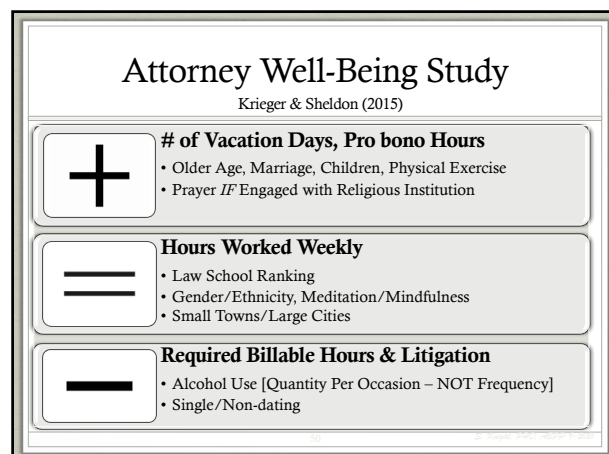 Attorney Well-Being Study
Krieger & Sheldon (2015)
# of Vacation Days, Pro bono Hours
• Older Age, Marriage, Children, Physical Exercise
• Prayer IF Engaged with Religious Institution
Hours Worked Weekly
• Law School Ranking
• Gender/Ethnicity, Meditation/Mindfulness
• Small Towns/Large Cities
Required Billable Hours & Litigation
• Alcohol Use [Quantity Per Occasion – NOT Frequency]
• Single/Non-dating
50